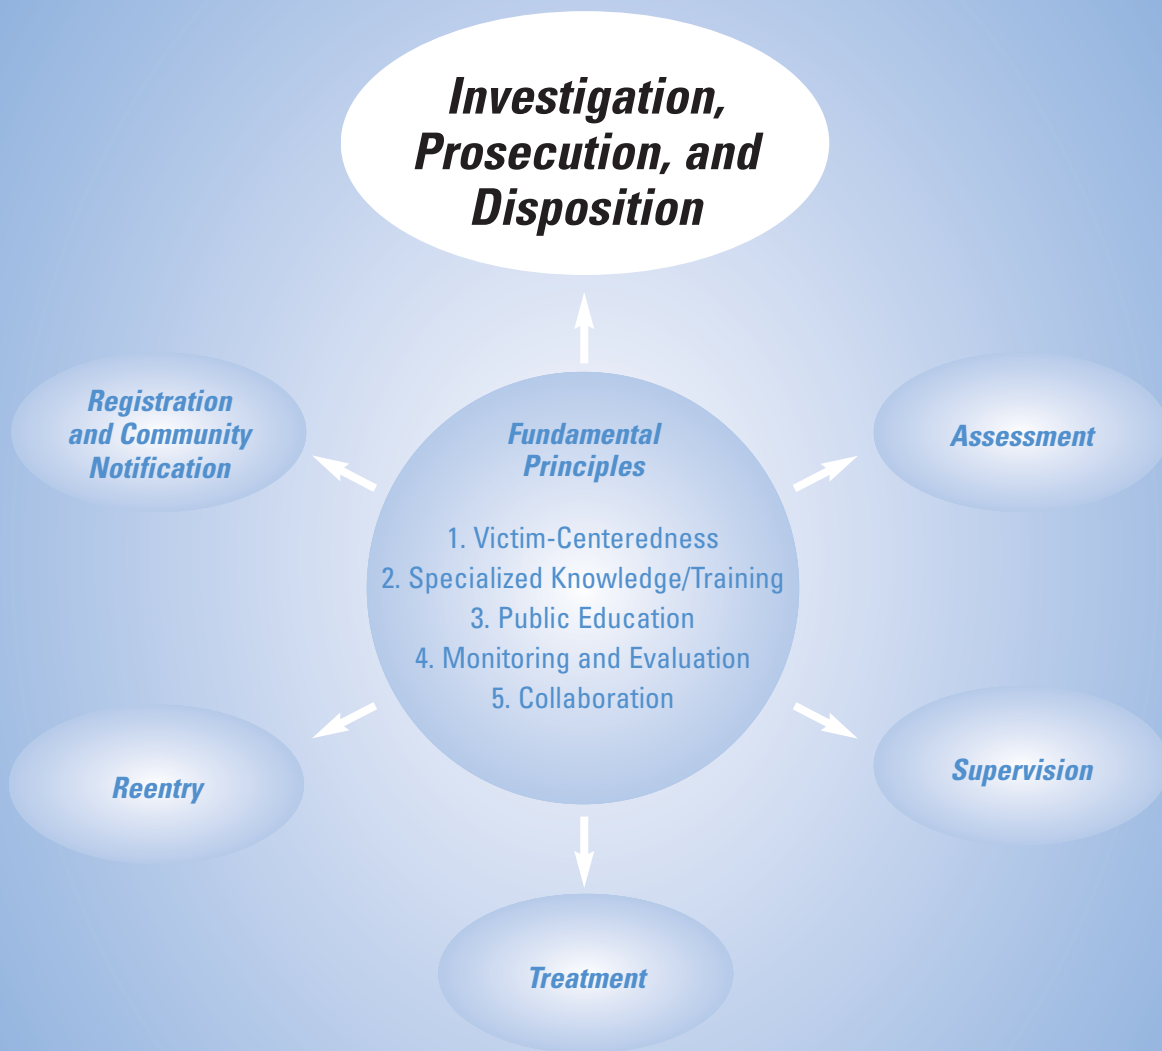 Investigation,
Prosecution, and
Disposition
Registration
and Community
Notification
Fundamental
Principles
Assessment
1. Victim-Centeredness
2. Specialized Knowledge/Training
3. Public Education
4. Monitoring and Evaluation
5. Collaboration
Reentry
Supervision
Treatment